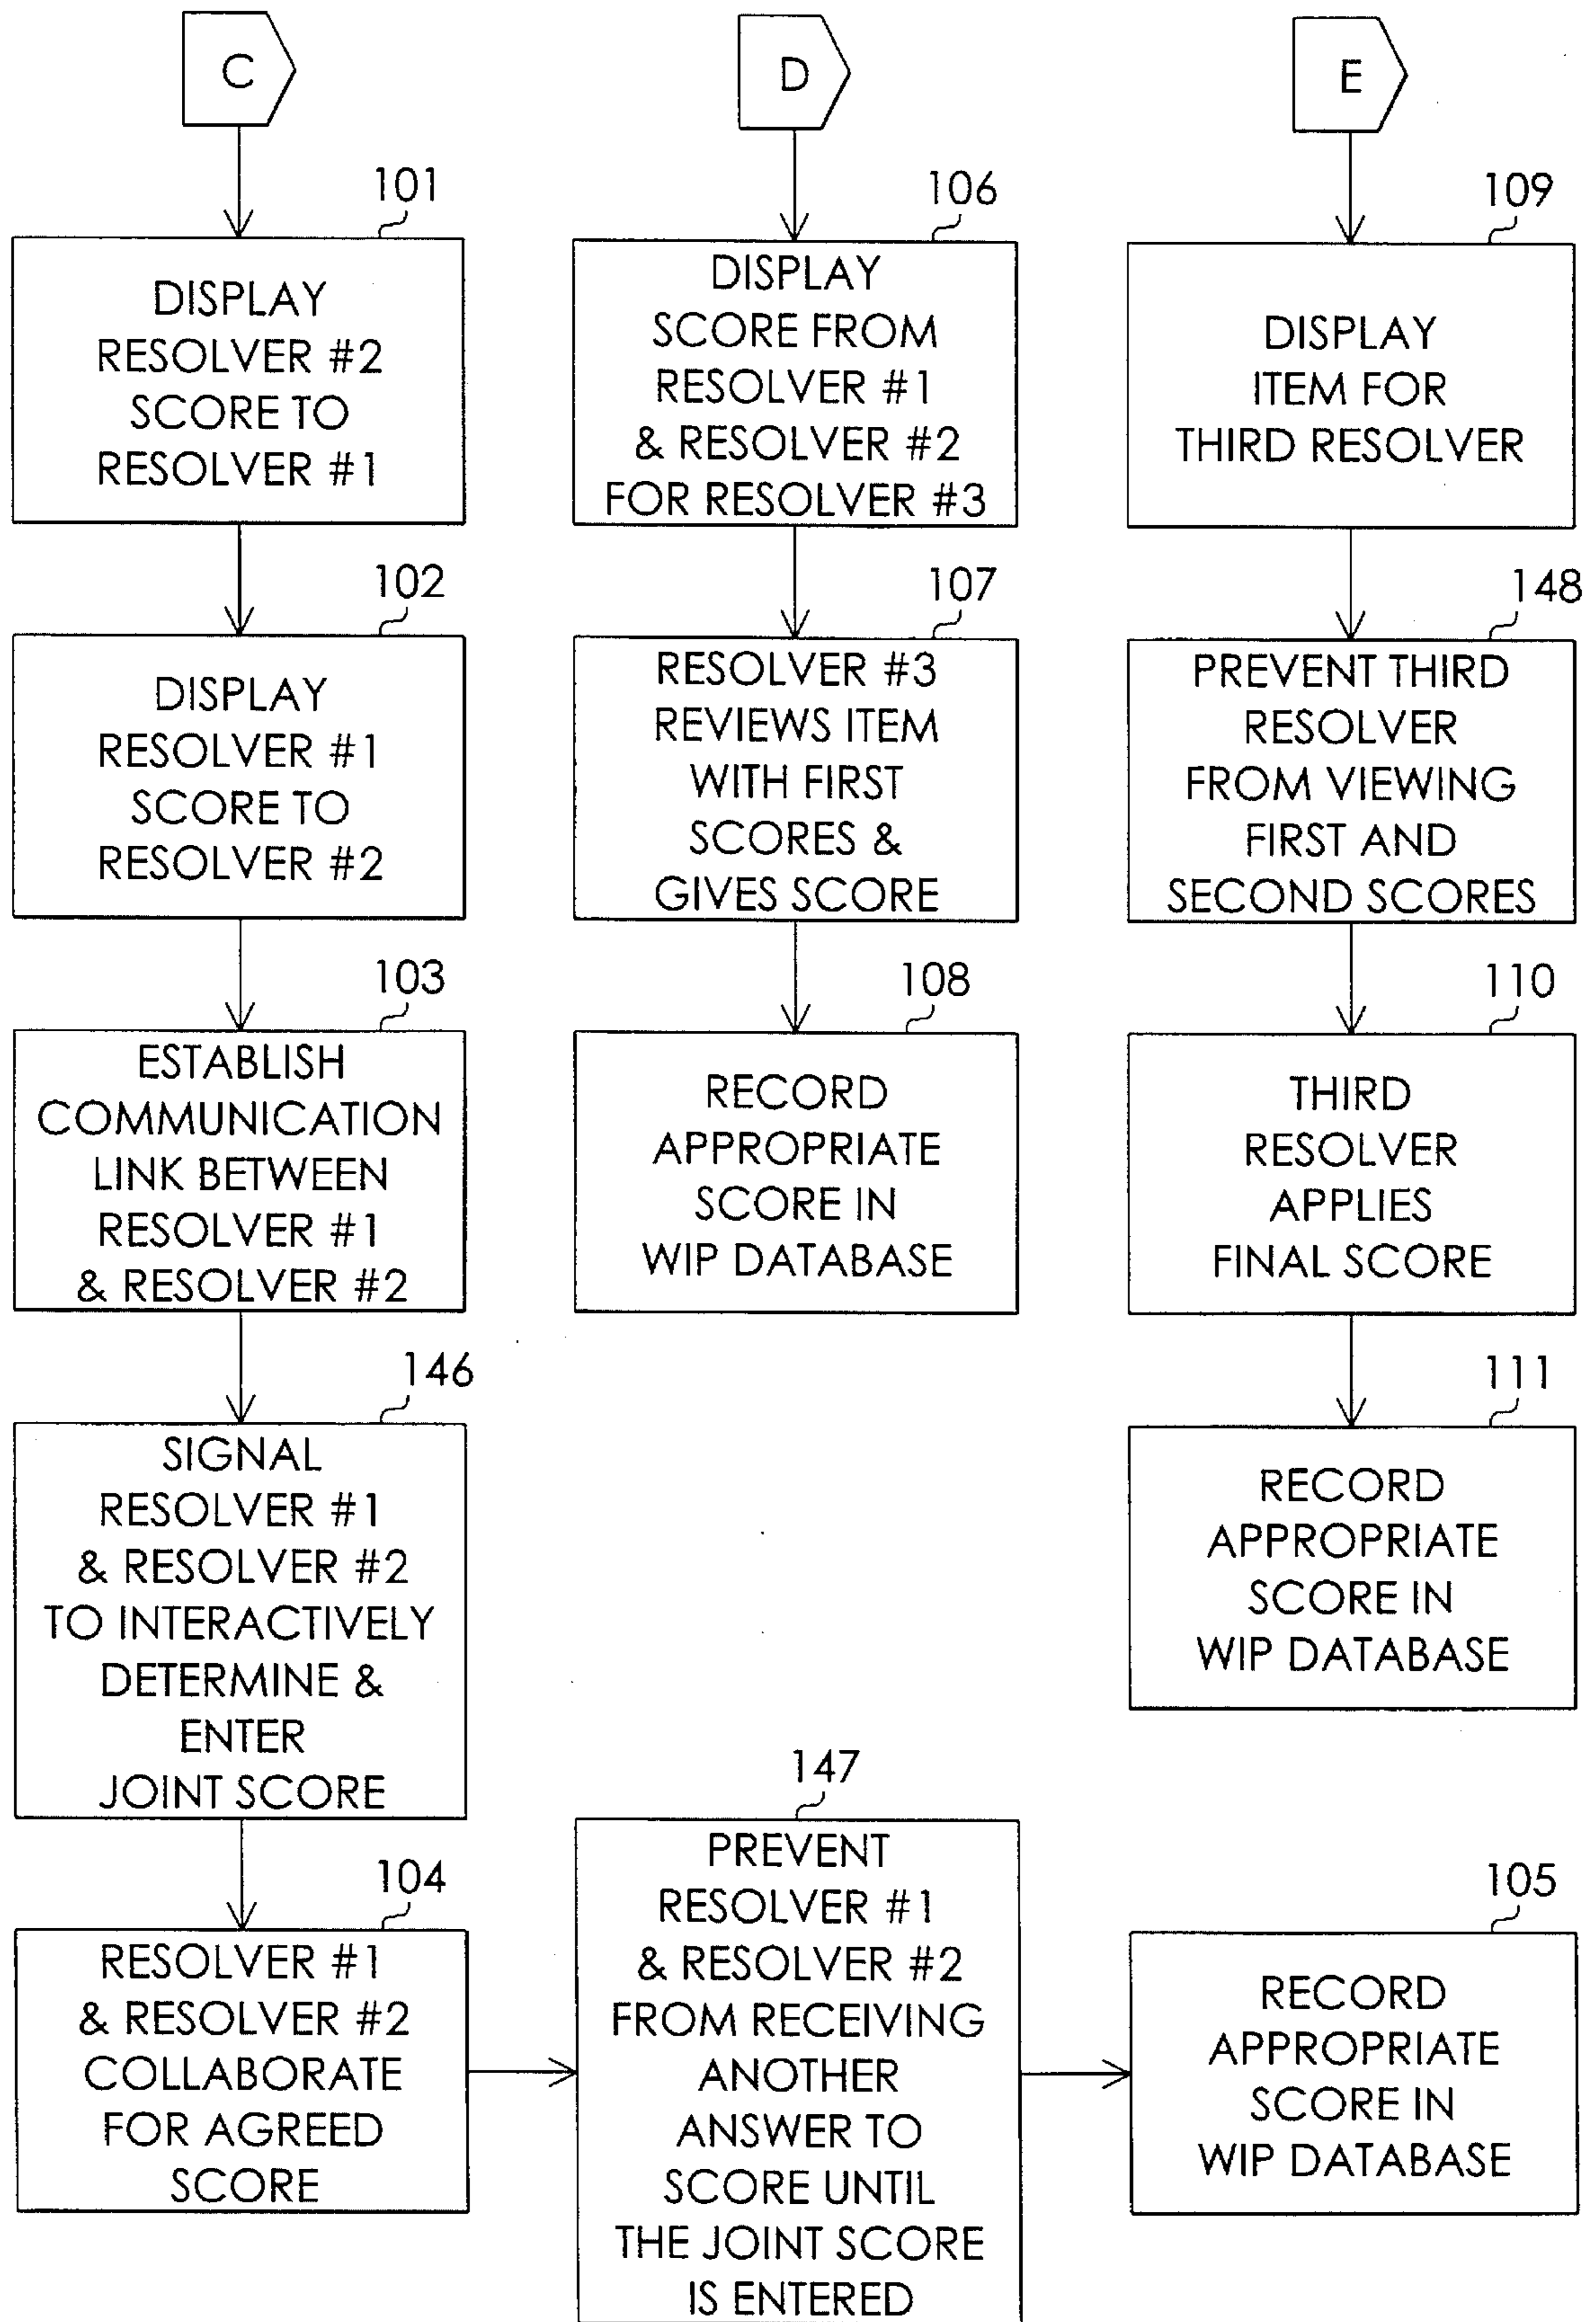 C
101
DISPLAY
RESOLVER #2
SCORE TO
RESOLVER #1
102
DISPLAY
RESOLVER #1
SCORE TO
RESOLVER #2
103
ESTABLISH
COMMUNICATION
LINK BETWEEN
RESOLVER #1
& RESOLVER #2
146
SIGNAL
RESOLVER #1
& RESOLVER #2
TO INTERACTIVELY
DETERMINE &
ENTER
JOINT SCORE
104
RESOLVER #1
& RESOLVER #2
COLLABORATE
FOR AGREED
SCORE
147
PREVENT
RESOLVER #1
& RESOLVER #2
FROM RECEIVING
ANOTHER
ANSWER TO
SCORE UNTIL
THE JOINT SCORE
IS ENTERED
105
RECORD
APPROPRIATE
SCORE IN
WIP DATABASE
D
106
DISPLAY
SCORE FROM
RESOLVER #1
& RESOLVER #2
FOR RESOLVER #3
107
RESOLVER #3
REVIEWS ITEM
WITH FIRST
SCORES &
GIVES SCORE
108
RECORD
APPROPRIATE
SCORE IN
WIP DATABASE
E
109
DISPLAY
ITEM FOR
THIRD RESOLVER
148
PREVENT THIRD
RESOLVER
FROM VIEWING
FIRST AND
SECOND SCORES
110
THIRD
RESOLVER
APPLIES
FINAL SCORE
111
RECORD
APPROPRIATE
SCORE IN
WIP DATABASE